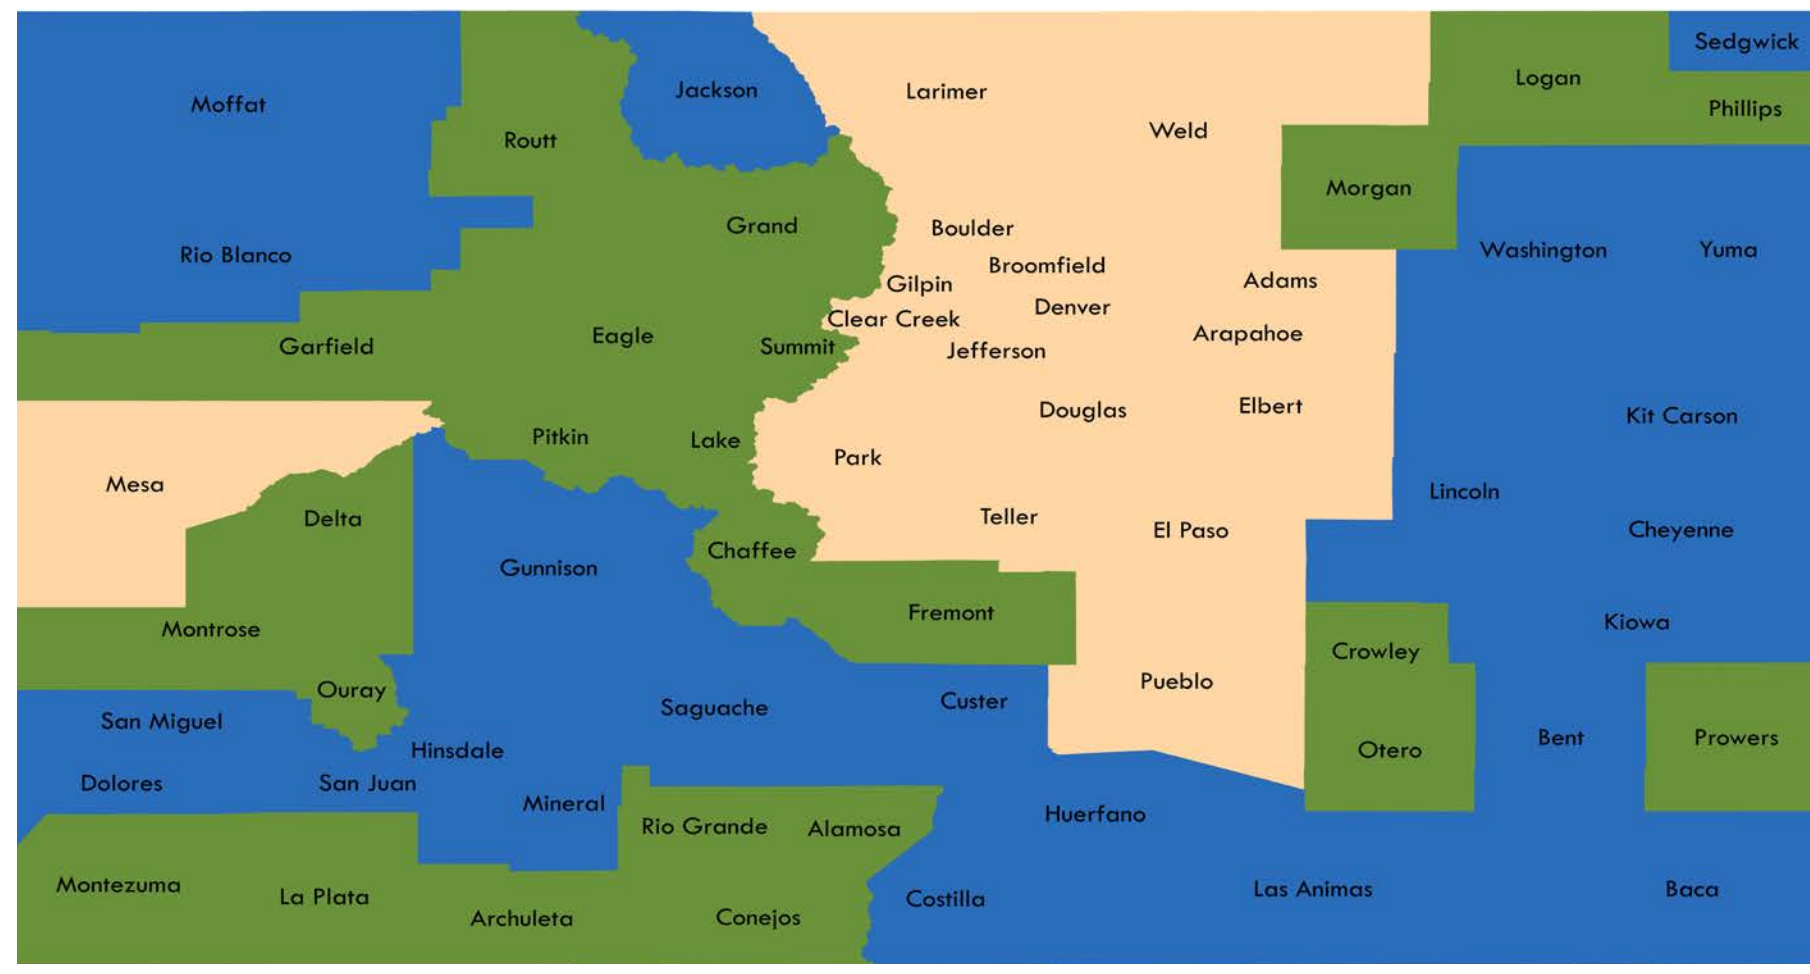 Sedgwick
Logan
Jackson
Larimer
Moffat
Phillips
Weld
Routt
Morgan
Grand
Boulder
Washington
Yuma
Rio Blanco
Broomfield
Gilpin
Adams
Denver
Clear Creek
Arapahoe
Eagle
Garfield
Summit
Jefferson
Elbert
Douglas
Kit Carson
Pitkin
Lake
Park
Mesa
Lincoln
Delta
Teller
El Paso
Cheyenne
Chaffee
Gunnison
Fremont
Kiowa
Montrose
Crowley
Pueblo
Ouray
Custer
Saguache
San Miguel
Bent
Prowers
Hinsdale
Otero
Dolores
San Juan
Mineral
Huerfano
Rio Grande
Alamosa
Montezuma
Las Animas
Baca
La Plata
Costilla
Archuleta
Conejos